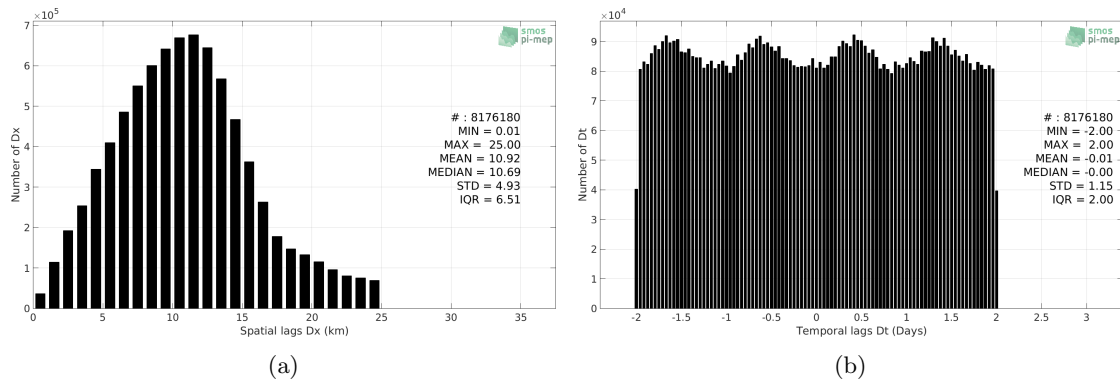 ×10⁵
7
6
5
4
3
2
1
0
Number of Dx
0 5 10 15 20 25 30 35
Spatial lags Dx (km)
smos
pi-mep
# : 8176180
MIN = 0.01
MAX = 25.00
MEAN = 10.92
MEDIAN = 10.69
STD = 4.93
IQR = 6.51
(a)
×10⁴
9
8
7
6
5
4
3
2
1
0
Number of Dt
-2 -1.5 -1 -0.5 0 0.5 1 1.5 2 2.5 3
Temporal lags Dt (Days)
smos
pi-mep
# : 8176180
MIN = -2.00
MAX = 2.00
MEAN = -0.01
MEDIAN = -0.00
STD = 1.15
IQR = 2.00
(b)